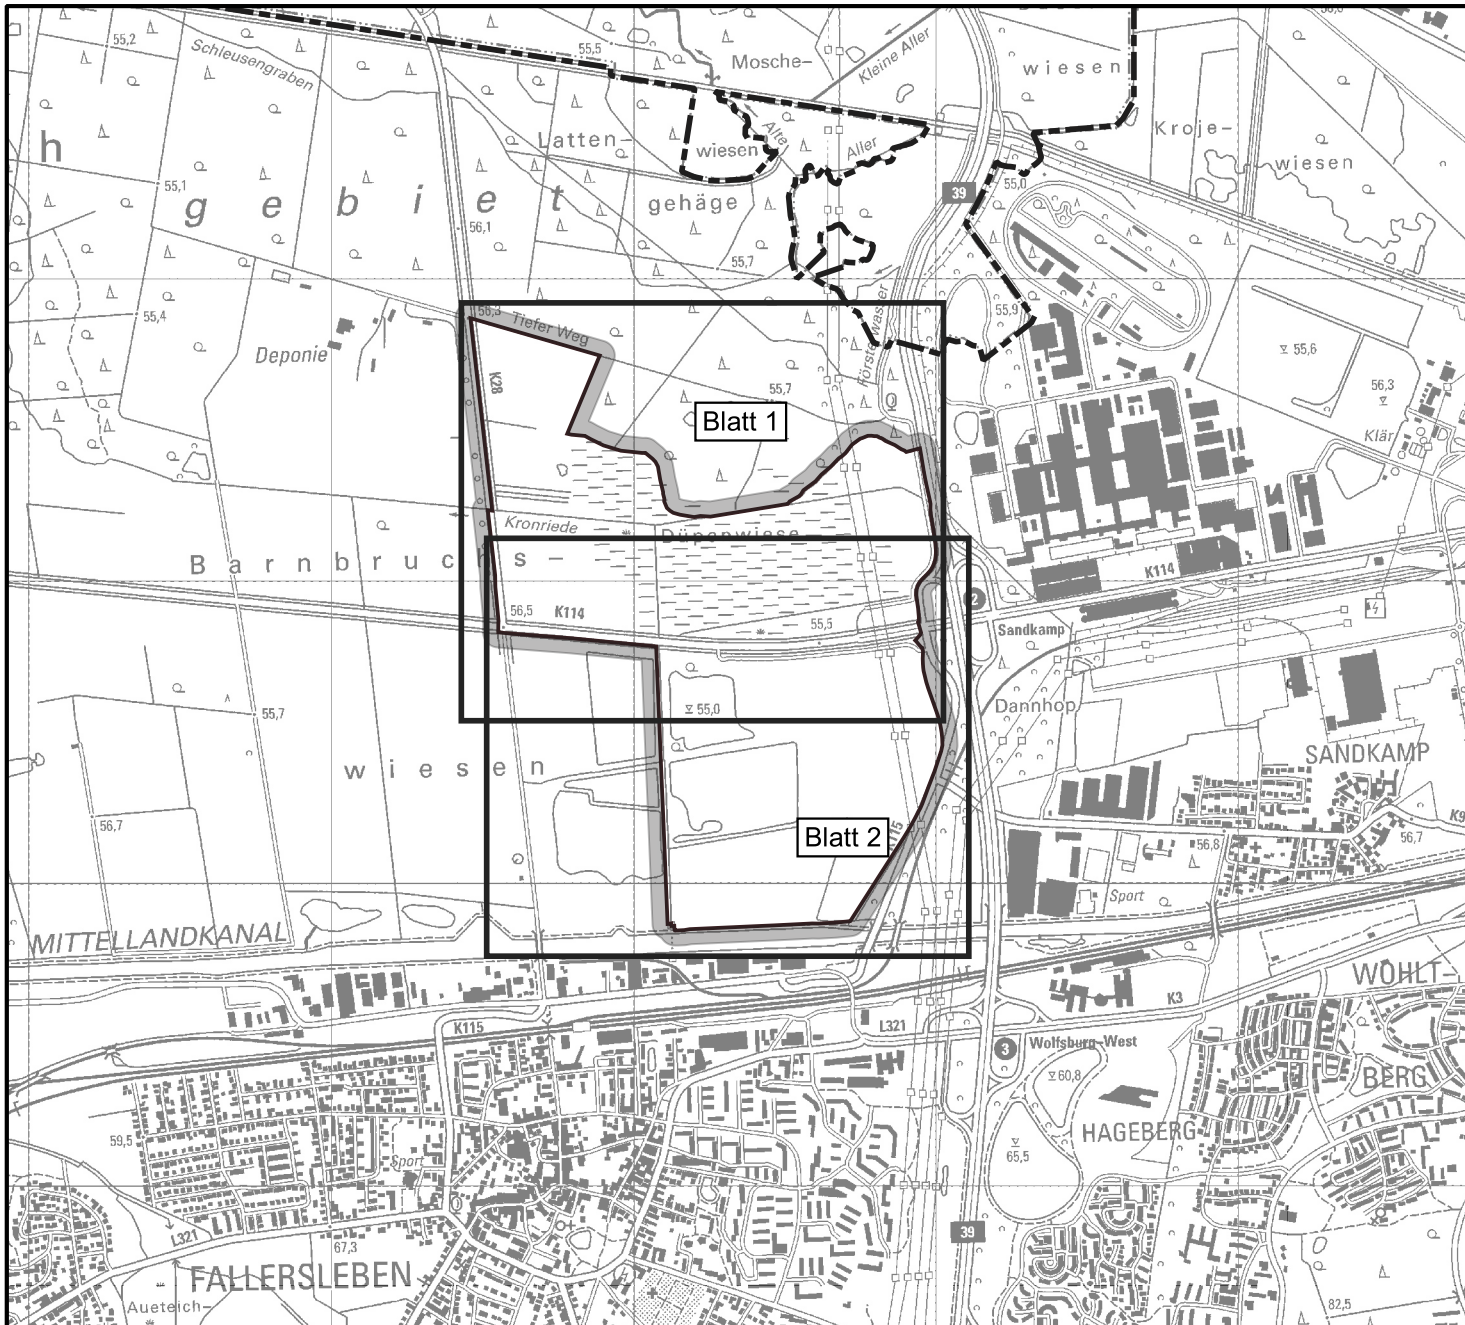 55,2
55,5
Schleusengraben
Mosche-
Kleine Aller
wiesen
Kroje-
wiesen
h
Latten-
wiesen
Alte
Aller
55,1
gebiet
gehäge
39
55,0
56,1
55,7
55,4
56,3
Tiefer Weg
Försterwasser
55,9
55,6
Deponie
K28
55,7
56,3
Blatt 1
Klär
Kronriede
Düpenwiese
Barnbruchs-
K114
56,5
K114
2
55,5
Sandkamp
55,7
55,0
Dannhop
SANDKAMP
wiesen
56,7
Blatt 2
56,8
56,7
Sport
MITTELLANDKANAL
WOHLT-
K3
K115
L321
3
Wolfsburg-West
60,8
BERG
59,5
HAGEBERG
65,5
Sport
L321
67,3
39
FALLERSLEBEN
Aueteich-
82,5